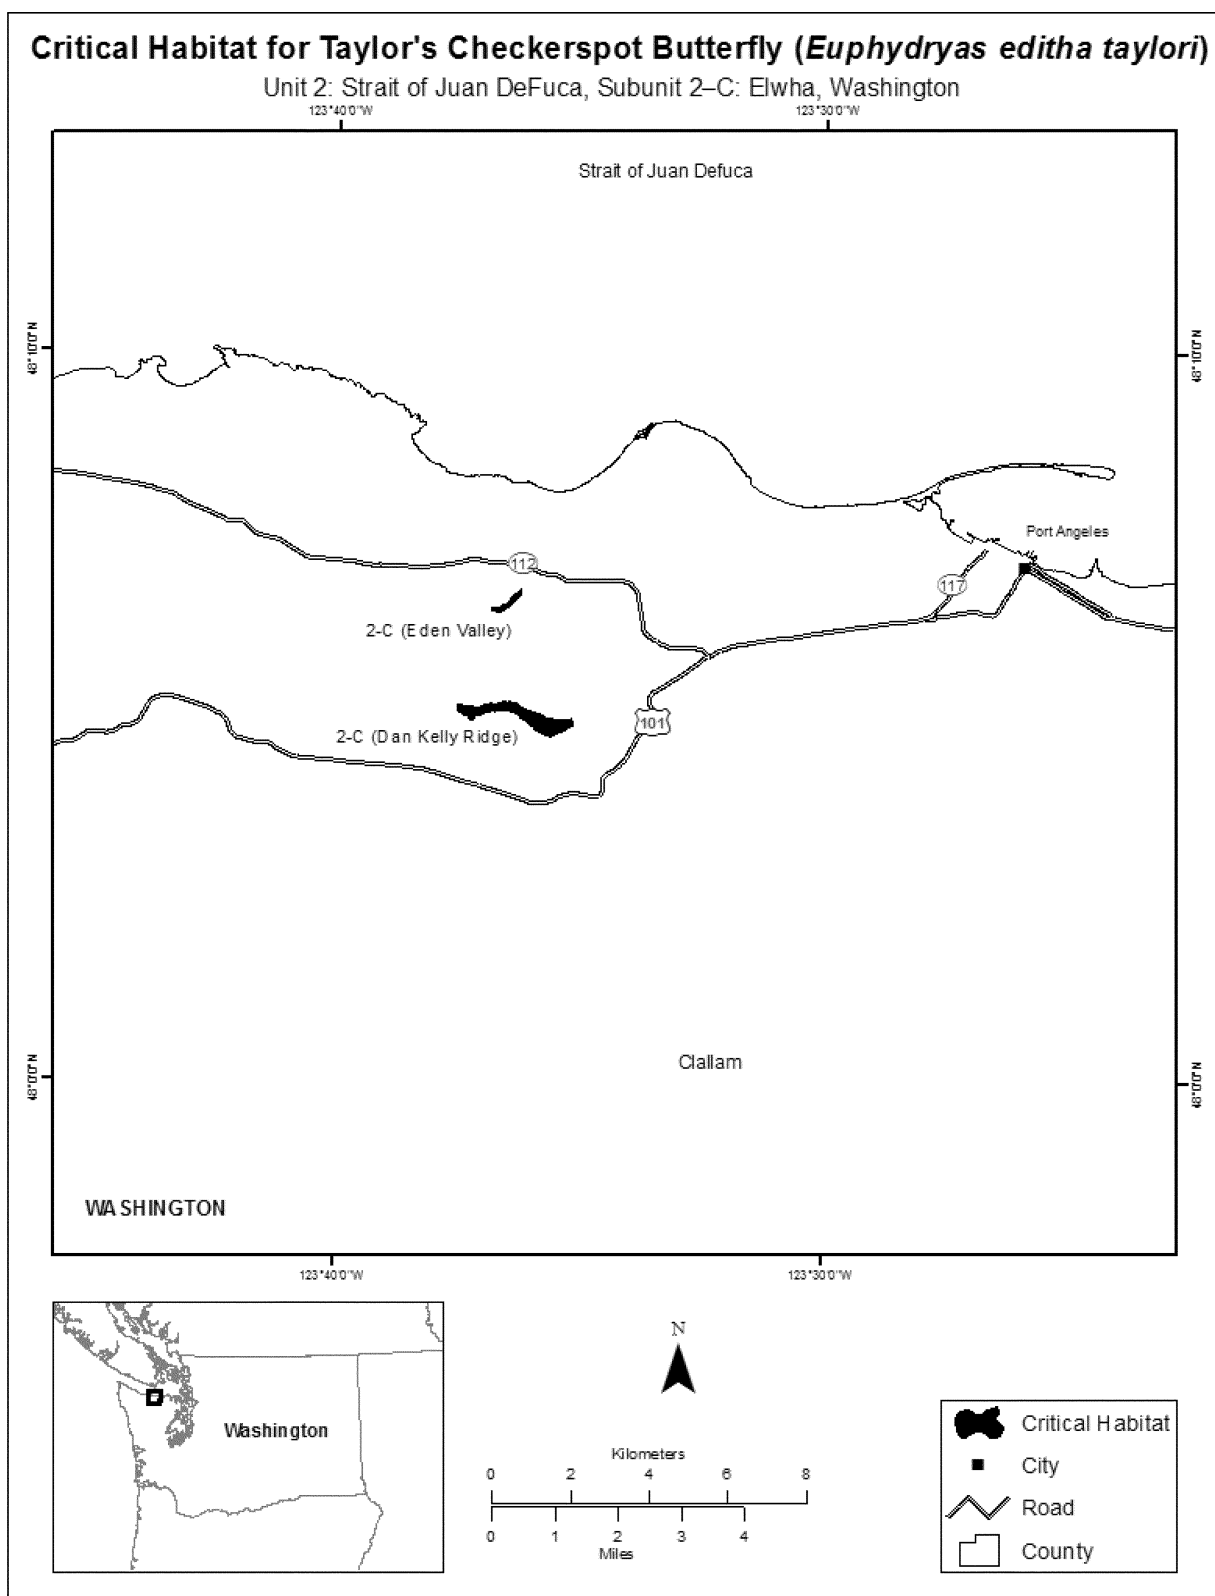 Critical Habitat for Taylor's Checkerspot Butterfly (Euphydryas editha taylori)
Unit 2: Strait of Juan DeFuca, Subunit 2–C: Elwha, Washington
123°40'0"W 123°30'0"W
Strait of Juan Defuca
48°10'0"N 48°10'0"N
Port Angeles
112
117
2-C (Eden Valley)
101
2-C (Dan Kelly Ridge)
Clallam
48°0'0"N 48°0'0"N
WASHINGTON
123°40'0"W 123°30'0"W
Washington
N
Kilometers
0 2 4 6 8
0 1 2 3 4
Miles
Critical Habitat
City
Road
County